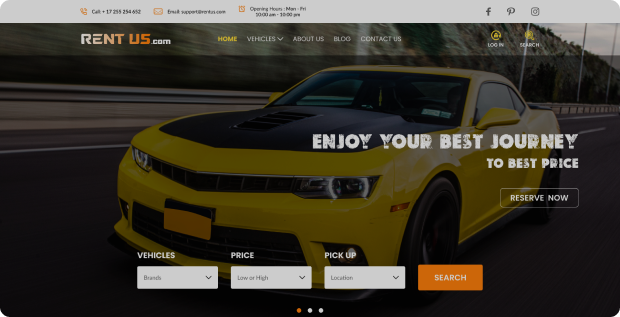 Call: + 17 255 254 652
Email: support@rentus.com
Opening Hours : Mon - Fri
10:00 am - 10:00 pm
RENT US.com
HOME
VEHICLES
ABOUT US
BLOG
CONTACT US
LOG IN
SEARCH
ENJOY YOUR BEST JOURNEY
TO BEST PRICE
RESERVE NOW
VEHICLES
PRICE
PICK UP
Brands
Low or High
Location
SEARCH